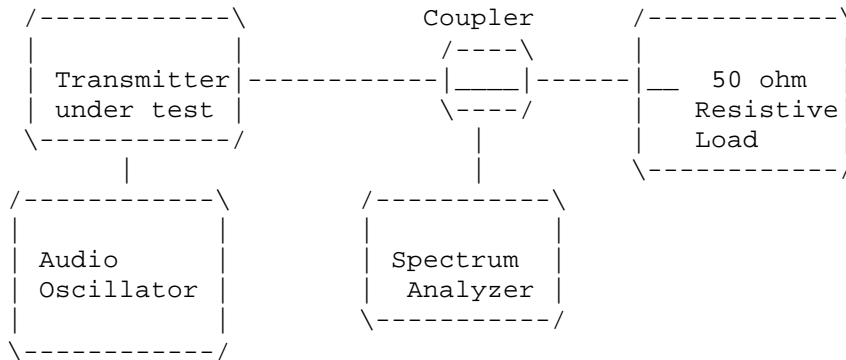 Coupler
Transmitter
under test
50 ohm
Resistive
Load
Audio
Oscillator
Spectrum
Analyzer